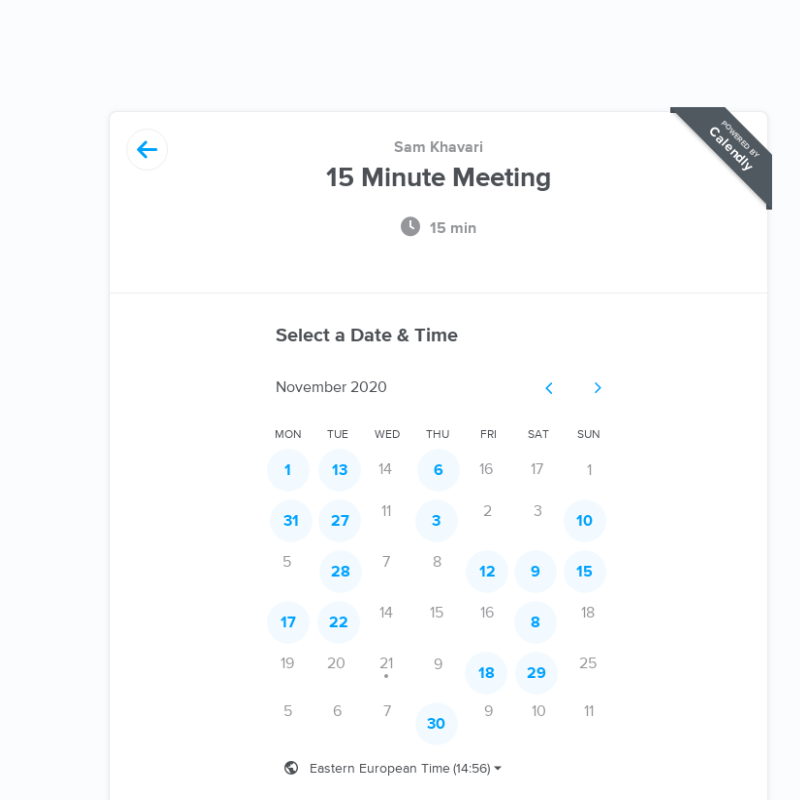 POWERED BY
Calendly
Sam Khavari
15 Minute Meeting
15 min
Select a Date & Time
November 2020
MON TUE WED THU FRI SAT SUN
1 13 14 6 16 17 1
31 27 11 3 2 3 10
5 28 7 8 12 9 15
17 22 14 15 16 8 18
19 20 21 9 18 29 25
5 6 7 30 9 10 11
Eastern European Time (14:56)